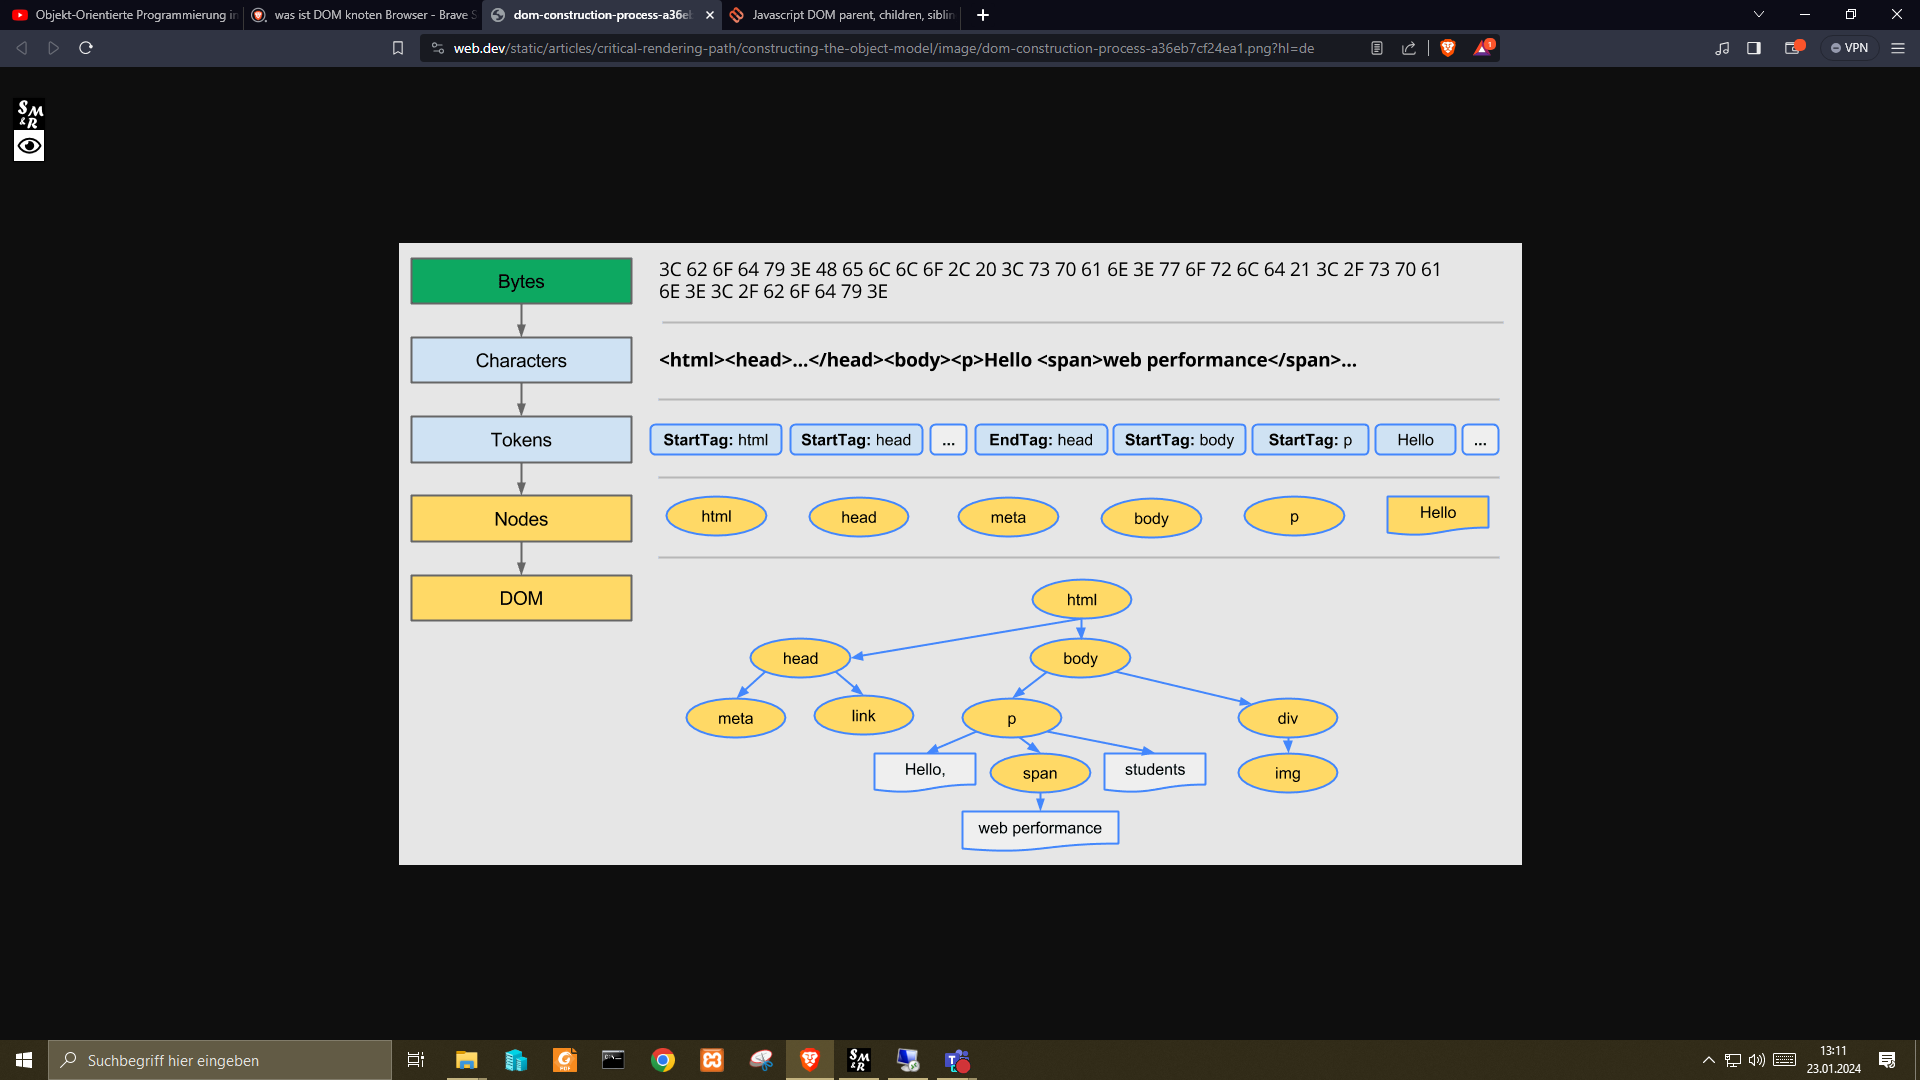 Objekt-Orientierte Programmierung in
was ist DOM knoten Browser - Brave S
dom-construction-process-a36eb
Javascript DOM parent, children, siblin
web.dev/static/articles/critical-rendering-path/constructing-the-object-model/image/dom-construction-process-a36eb7cf24ea1.png?hl=de
1
VPN
S
M
&
R
Bytes
3C 62 6F 64 79 3E 48 65 6C 6C 6F 2C 20 3C 73 70 61 6E 3E 77 6F 72 6C 64 21 3C 2F 73 70 61
6E 3E 3C 2F 62 6F 64 79 3E
Characters
<html><head>...</head><body><p>Hello <span>web performance</span>...
Tokens
StartTag: html
StartTag: head
...
EndTag: head
StartTag: body
StartTag: p
Hello
...
Nodes
html
head
meta
body
p
Hello
DOM
html
head
body
meta
link
p
div
Hello,
span
students
img
web performance
Suchbegriff hier eingeben
S
M
&
R
13:11
23.01.2024